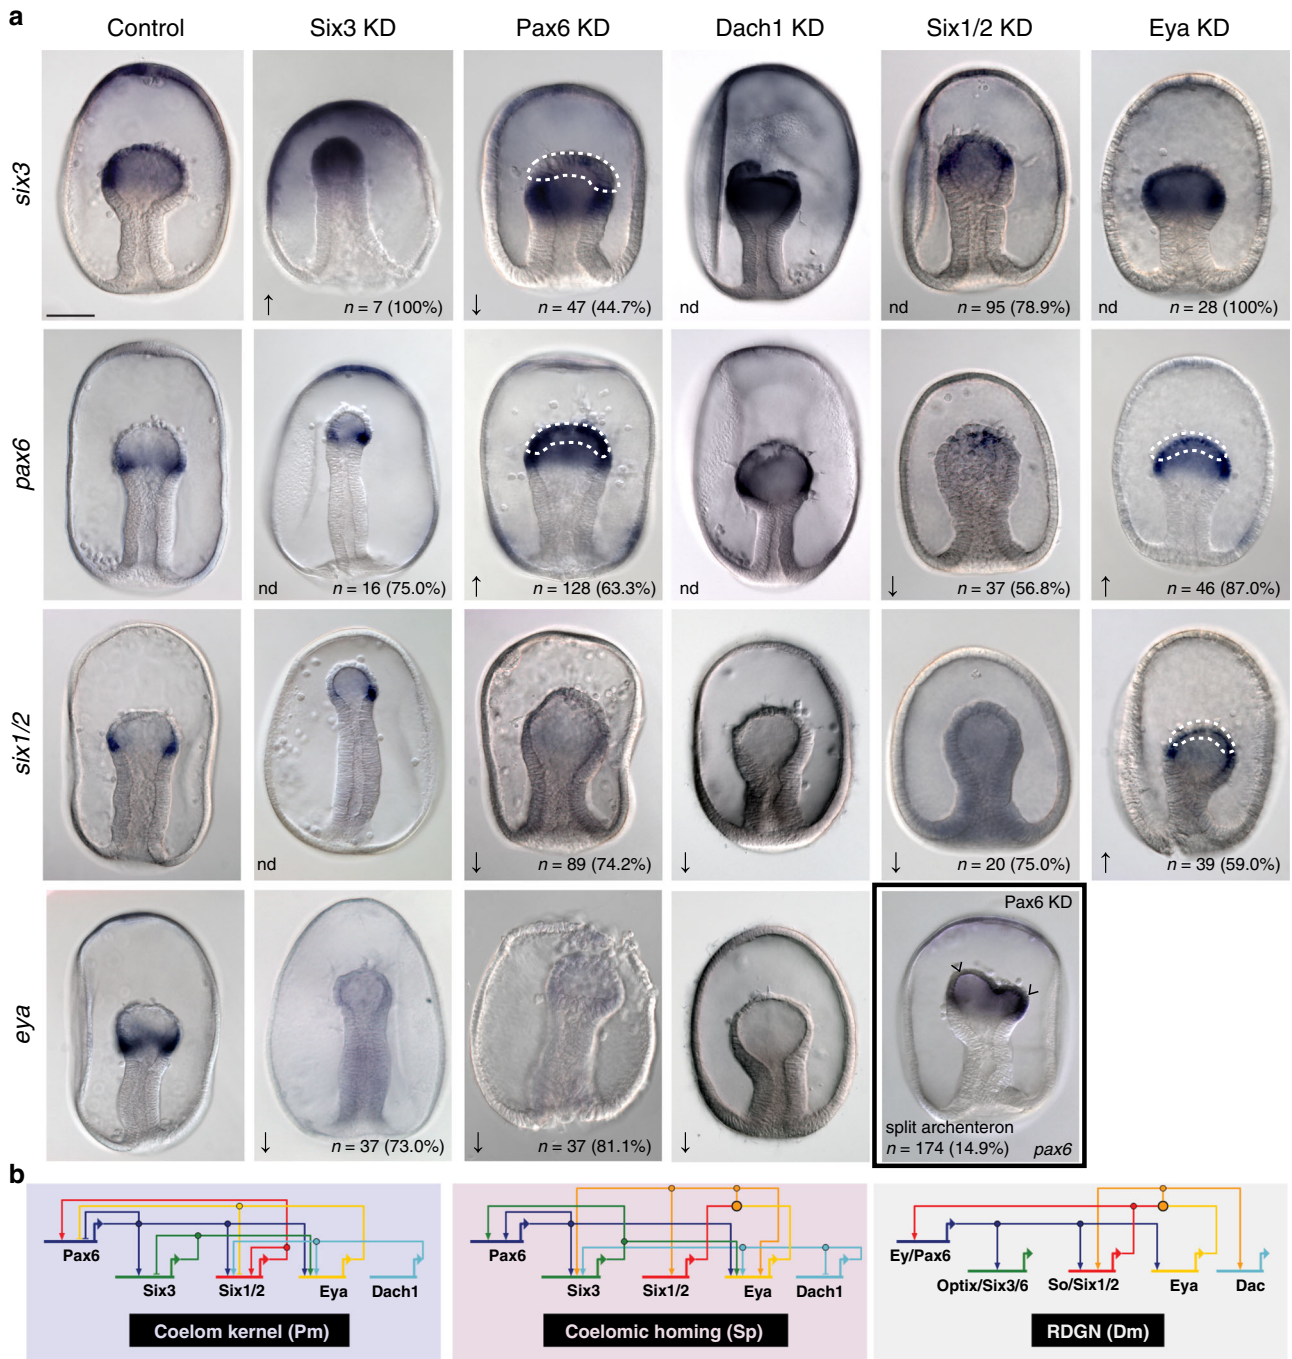 a
Control Six3 KD Pax6 KD Dach1 KD Six1/2 KD Eya KD
six3
↑ n = 7 (100%)
↓ n = 47 (44.7%)
nd
nd n = 95 (78.9%)
nd n = 28 (100%)
pax6
nd n = 16 (75.0%)
↑ n = 128 (63.3%)
nd
↓ n = 37 (56.8%)
↑ n = 46 (87.0%)
six1/2
nd
↓ n = 89 (74.2%)
↓
↓ n = 20 (75.0%)
↑ n = 39 (59.0%)
eya
↓ n = 37 (73.0%)
↓ n = 37 (81.1%)
↓
Pax6 KD
split archenteron
n = 174 (14.9%) pax6
b
Pax6
Six3 Six1/2 Eya Dach1
Coelom kernel (Pm)
Pax6
Six3 Six1/2 Eya Dach1
Coelomic homing (Sp)
Ey/Pax6
Optix/Six3/6 So/Six1/2 Eya Dac
RDGN (Dm)